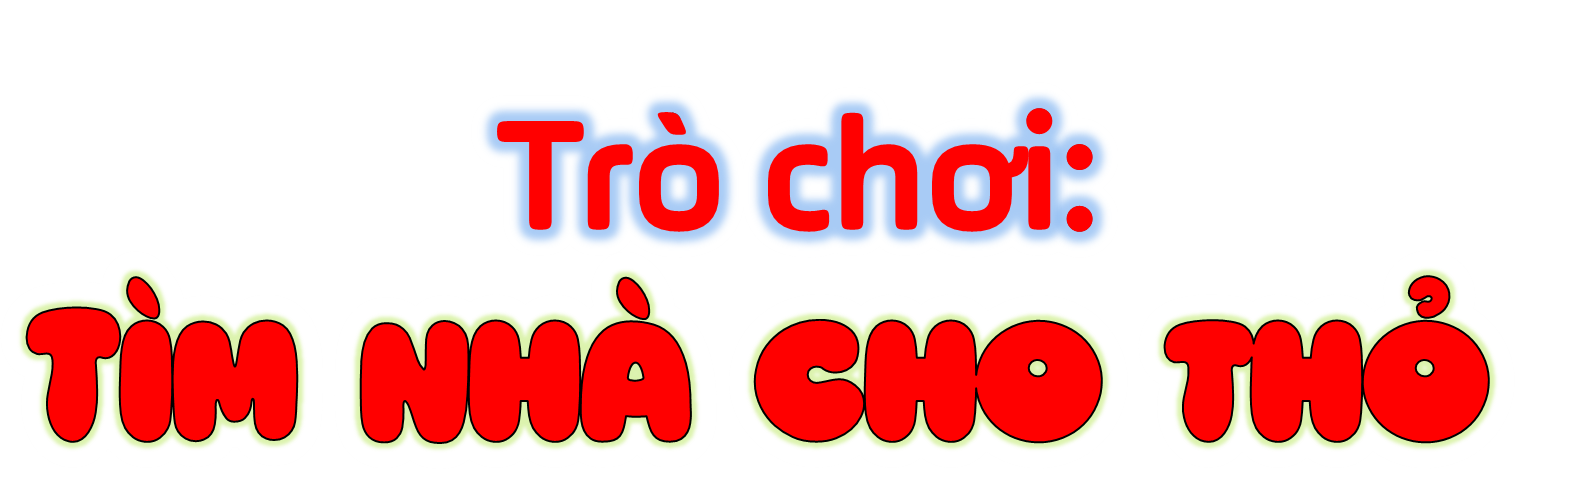 Trò chơi:
TÌM NHÀ CHO THỎ